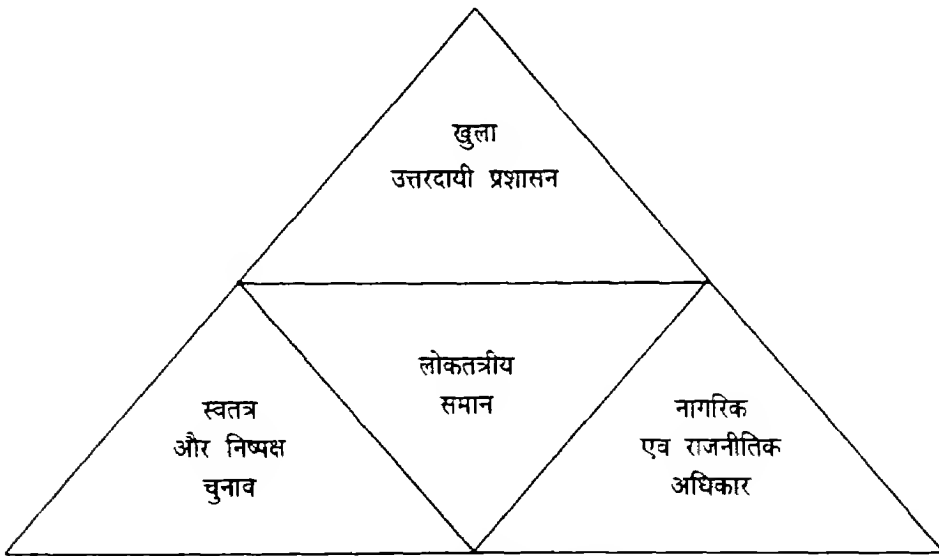 खुला
उत्तरदायी प्रशासन
लोकतत्रीय
समान
स्वतत्र
और निष्पक्ष
चुनाव
नागरिक
एव राजनीतिक
अधिकार